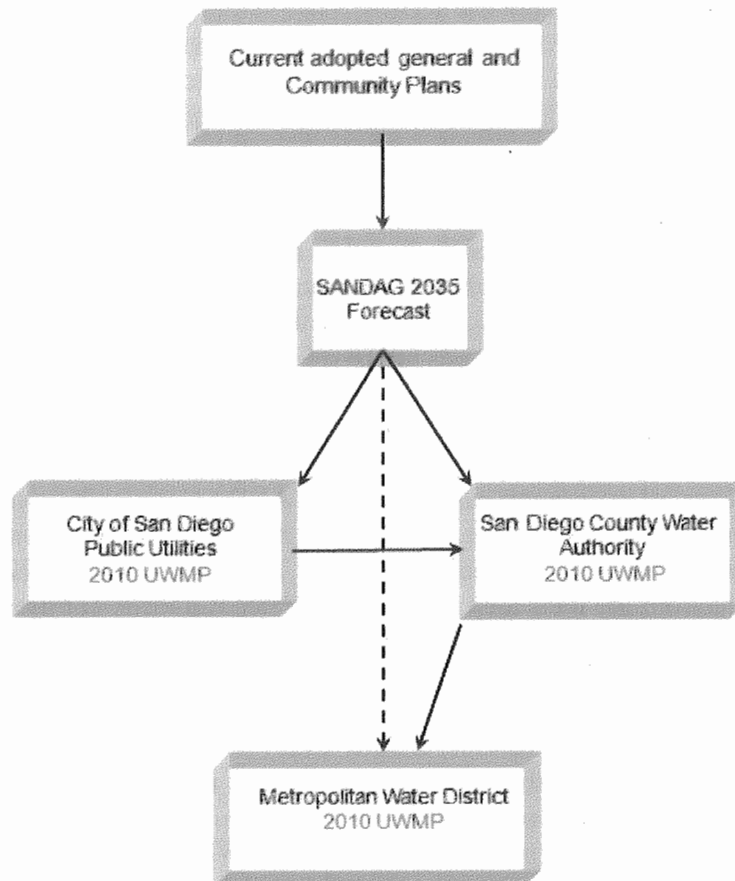 Current adopted general and
Community Plans
SANDAG 2035
Forecast
City of San Diego
Public Utilities
2010 UWMP
San Diego County Water
Authority
2010 UWMP
Metropolitan Water District
2010 UWMP